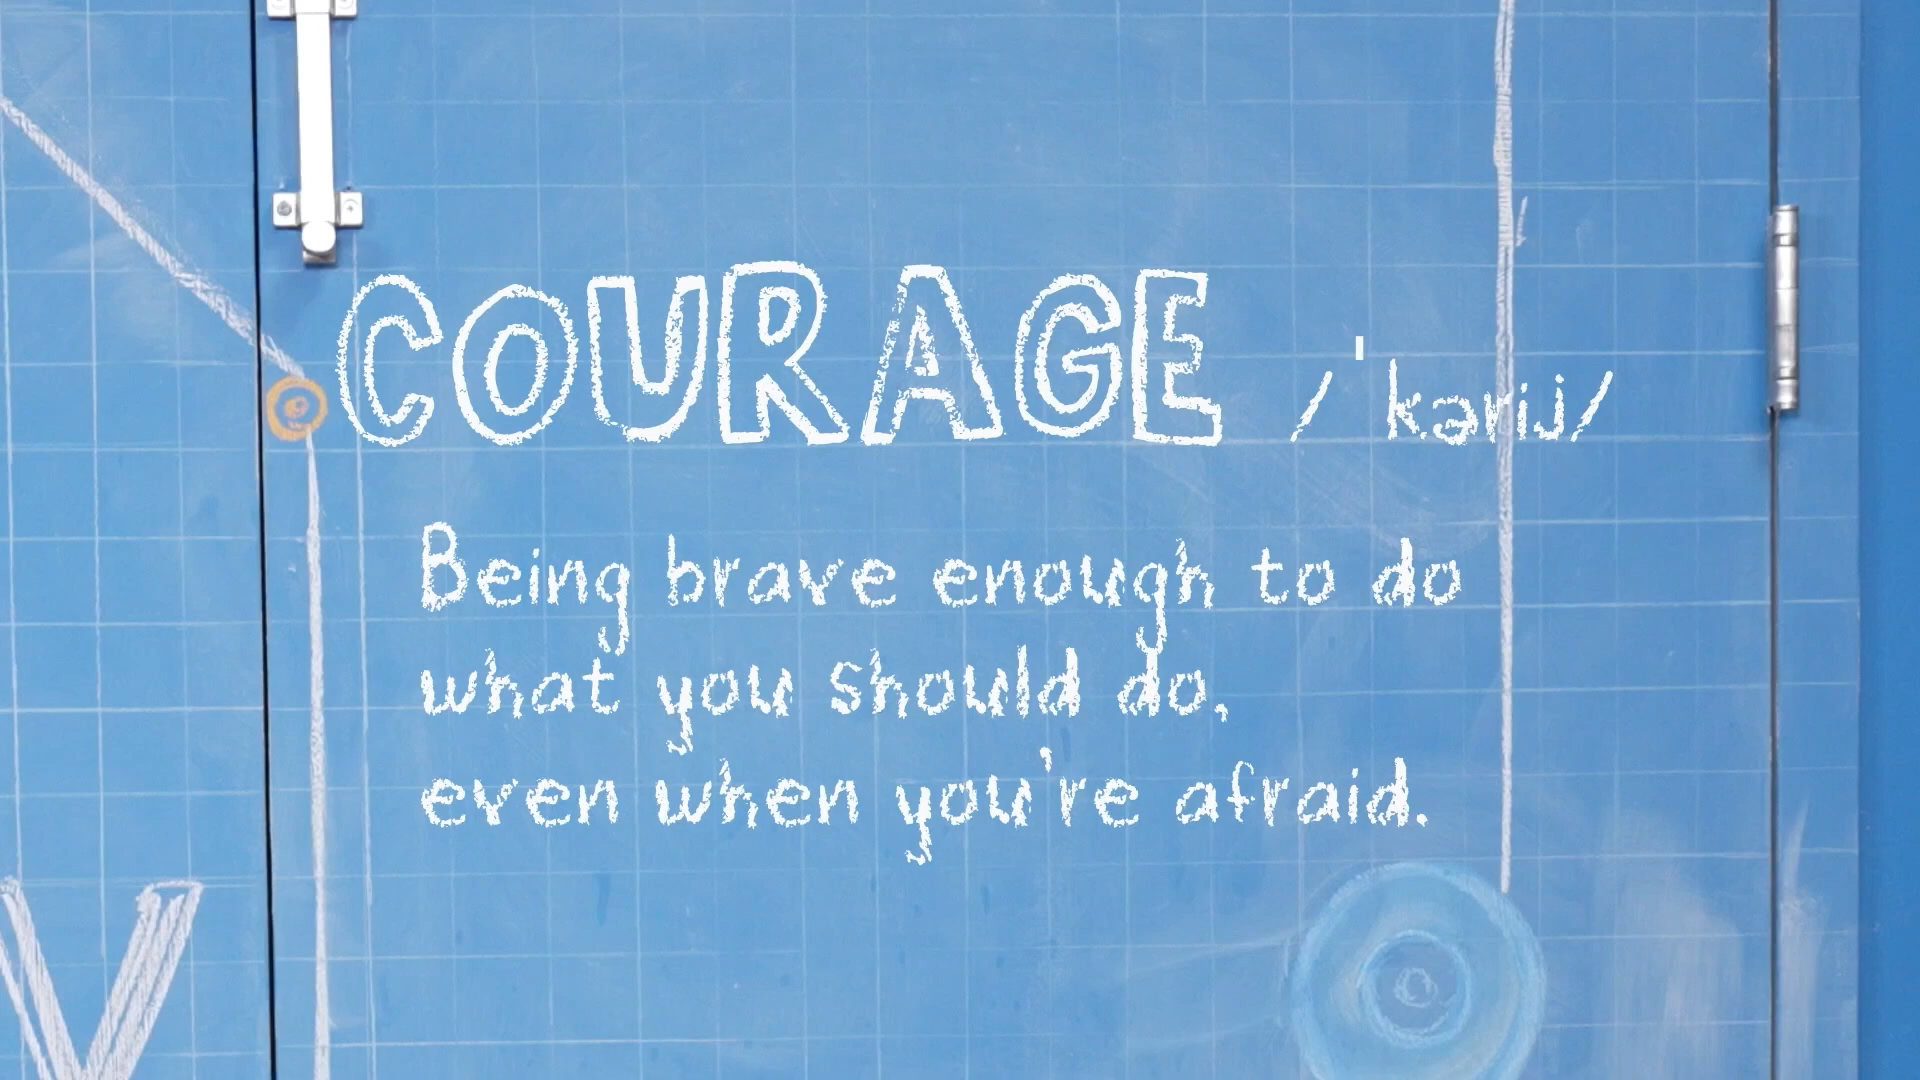 COURAGE /ˈkərij/
Being brave enough to do
what you should do,
even when you're afraid.
V